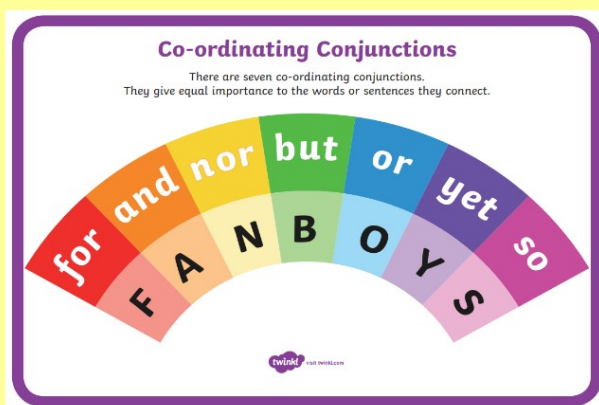 Co-ordinating Conjunctions
There are seven co-ordinating conjunctions.
They give equal importance to the words or sentences they connect.
for and nor but or yet so
F A N B O Y S
twinkl visit twinkl.com